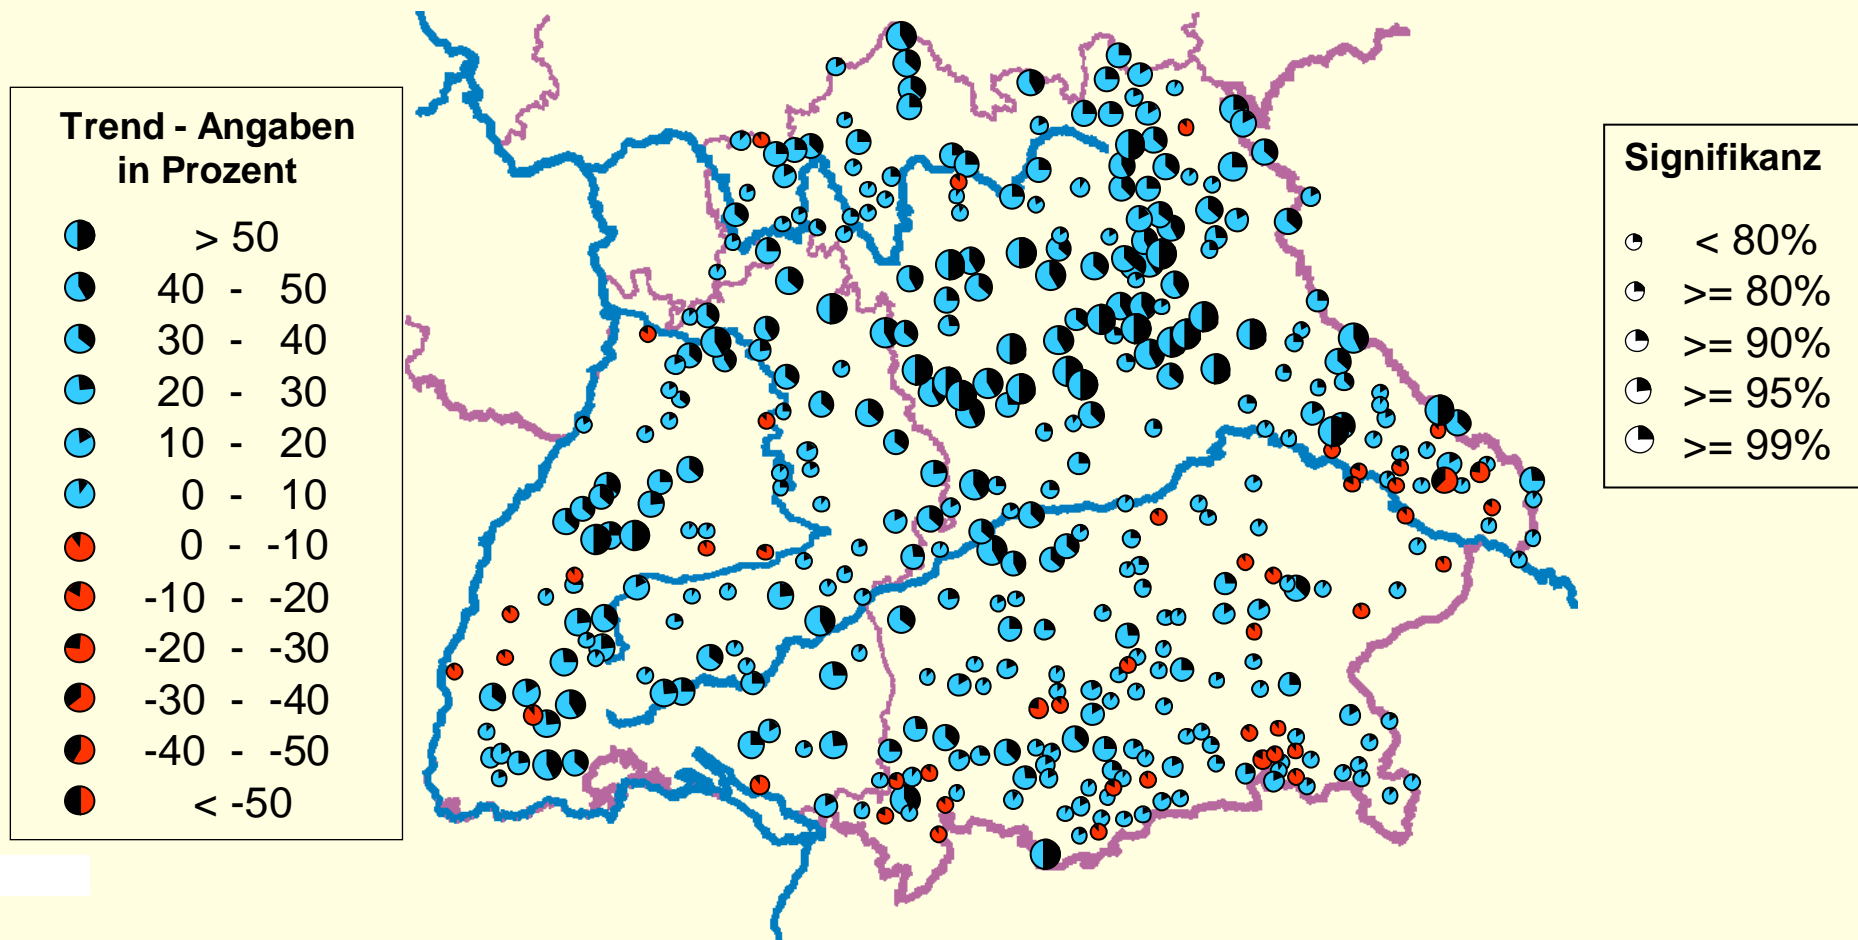 Trend - Angaben
in Prozent
> 50
40 - 50
30 - 40
20 - 30
10 - 20
0 - 10
0 - -10
-10 - -20
-20 - -30
-30 - -40
-40 - -50
< -50
Signifikanz
< 80%
>= 80%
>= 90%
>= 95%
>= 99%